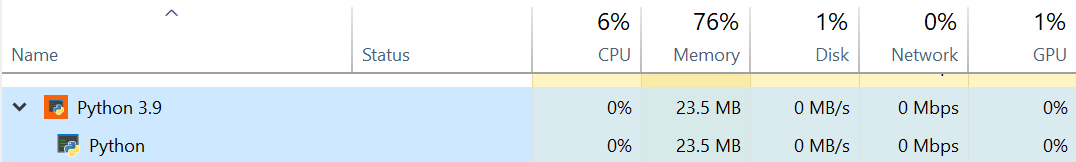 6% 76% 1% 0% 1%
Name Status CPU Memory Disk Network GPU
Python 3.9 0% 23.5 MB 0 MB/s 0 Mbps 0%
Python 0% 23.5 MB 0 MB/s 0 Mbps 0%